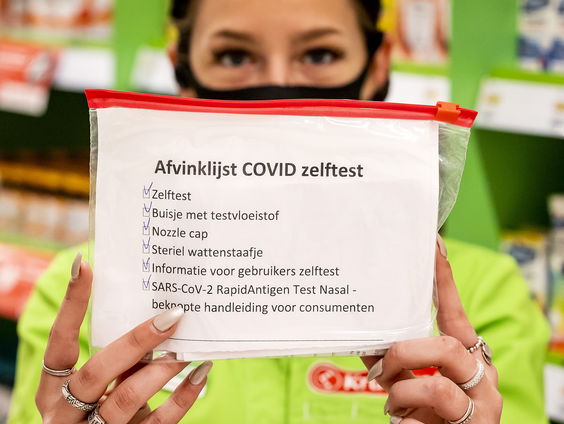 Afvinklijst COVID zelftest
Zelftest
Buisje met testvloeistof
Nozzle cap
Steriel wattenstaafje
Informatie voor gebruikers zelftest
SARS-CoV-2 RapidAntigen Test Nasal -
beknopte handleiding voor consumenten